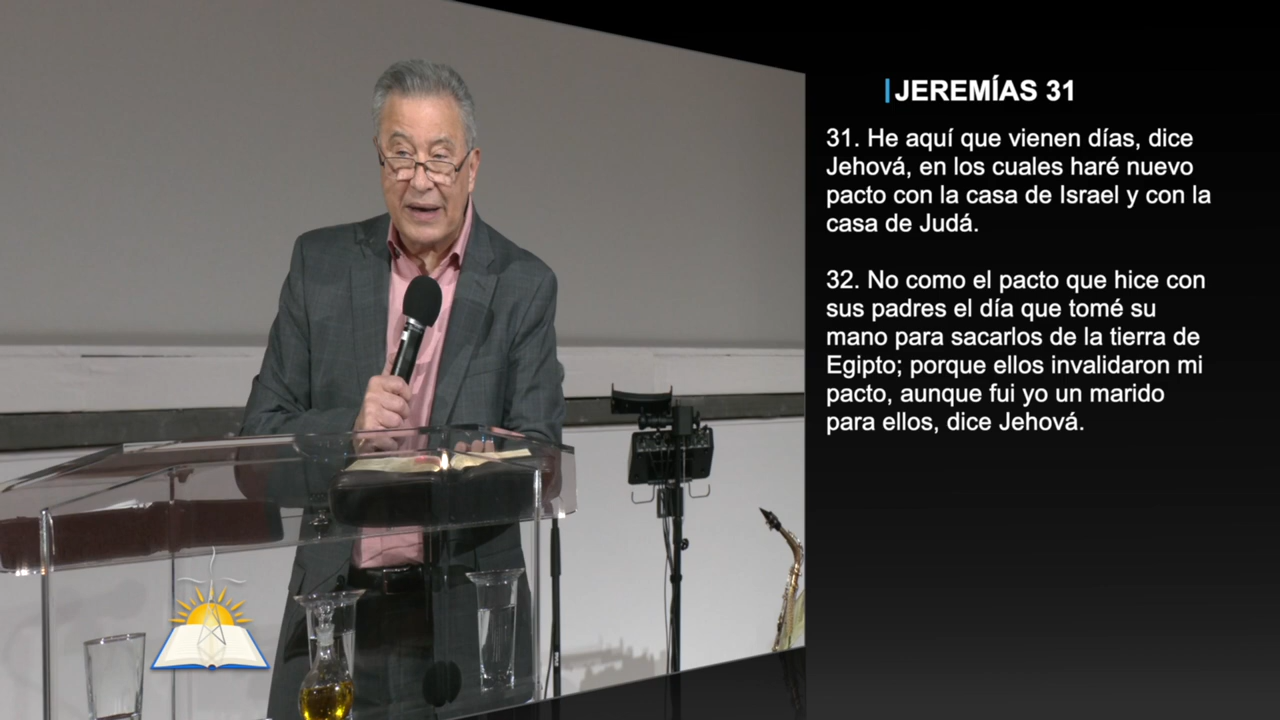 JEREMÍAS 31
31. He aquí que vienen días, dice
Jehová, en los cuales haré nuevo
pacto con la casa de Israel y con la
casa de Judá.
32. No como el pacto que hice con
sus padres el día que tomé su
mano para sacarlos de la tierra de
Egipto; porque ellos invalidaron mi
pacto, aunque fui yo un marido
para ellos, dice Jehová.